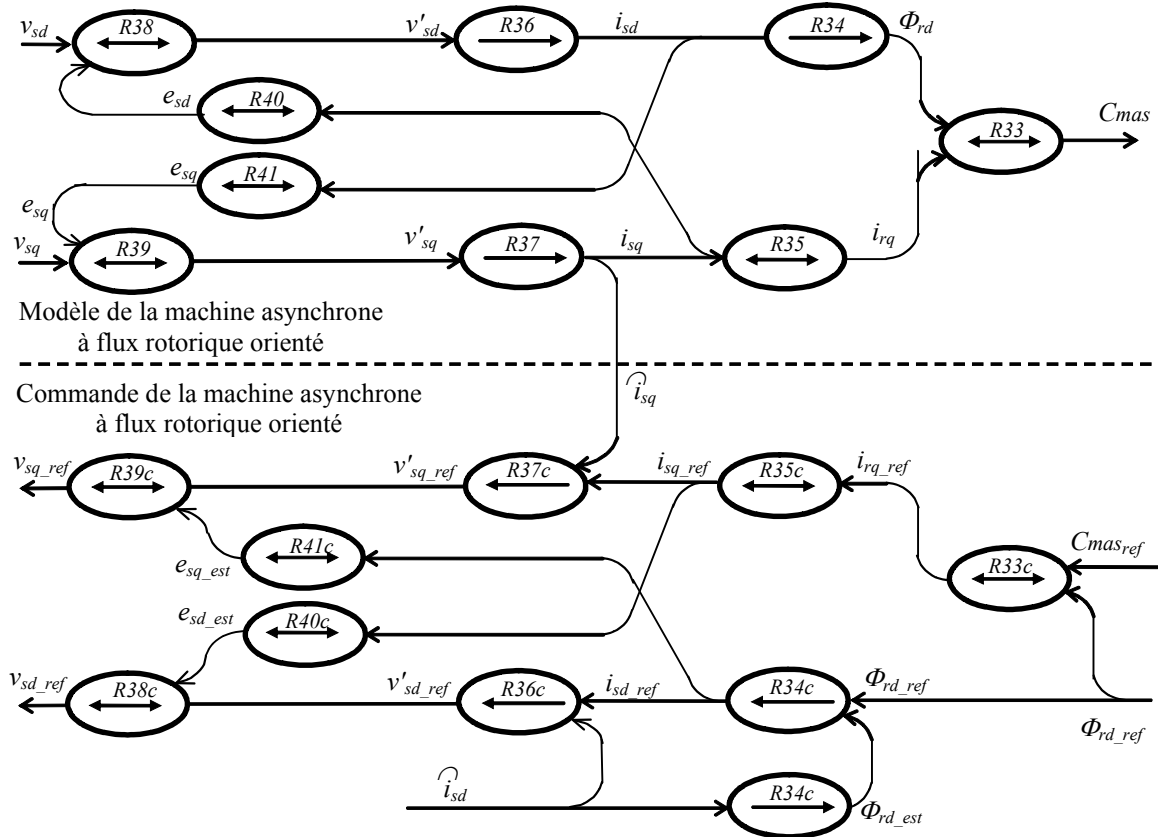 v_sd
R38
v'_sd
R36
i_sd
R34
Φ_rd
e_sd
R40
Cmas
R33
e_sq
R41
e_sq
v_sq
R39
v'_sq
R37
i_sq
R35
i_rq
Modèle de la machine asynchrone
à flux rotorique orienté
Commande de la machine asynchrone
à flux rotorique orienté
i_sq
v_sq_ref
R39c
v'_sq_ref
R37c
i_sq_ref
R35c
i_rq_ref
R41c
e_sq_est
Cmas_ref
R33c
e_sd_est
R40c
v_sd_ref
R38c
v'_sd_ref
R36c
i_sd_ref
R34c
Φ_rd_ref
Φ_rd_ref
i_sd
R34c
Φ_rd_est